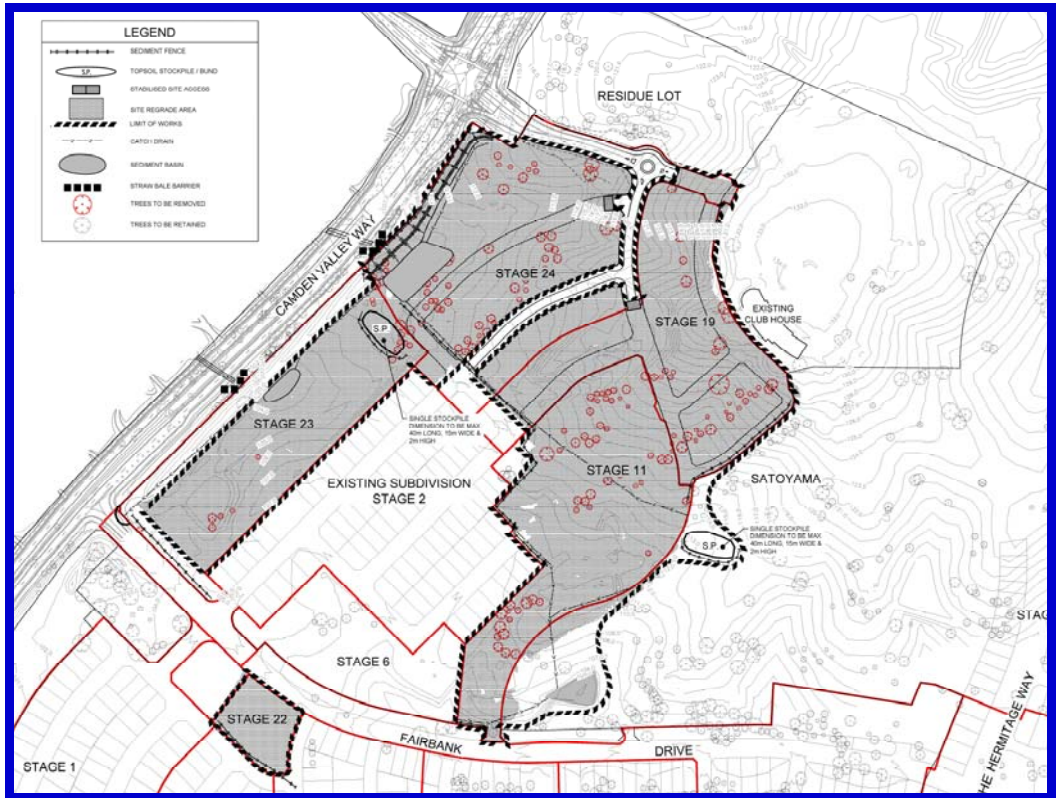 LEGEND
SEDIMENT FENCE
S.P.
TOPSOIL STOCKPILE / BUND
STABILISED SITE ACCESS
SITE REGRADE AREA
LIMIT OF WORKS
CATCH DRAIN
SEDIMENT BASIN
STRAW BALE BARRIER
TREES TO BE REMOVED
TREES TO BE RETAINED
RESIDUE LOT
CAMDEN VALLEY WAY
STAGE 24
STAGE 19
EXISTING
CLUB HOUSE
S.P.
SINGLE STOCKPILE
DIMENSION TO BE MAX
40m LONG, 15m WIDE &
2m HIGH
STAGE 23
EXISTING SUBDIVISION
STAGE 2
STAGE 11
SATOYAMA
S.P.
SINGLE STOCKPILE
DIMENSION TO BE MAX
40m LONG, 15m WIDE &
2m HIGH
STAG
STAGE 6
STAGE 22
FAIRBANK
DRIVE
THE HERMITAGE WAY
STAGE 1